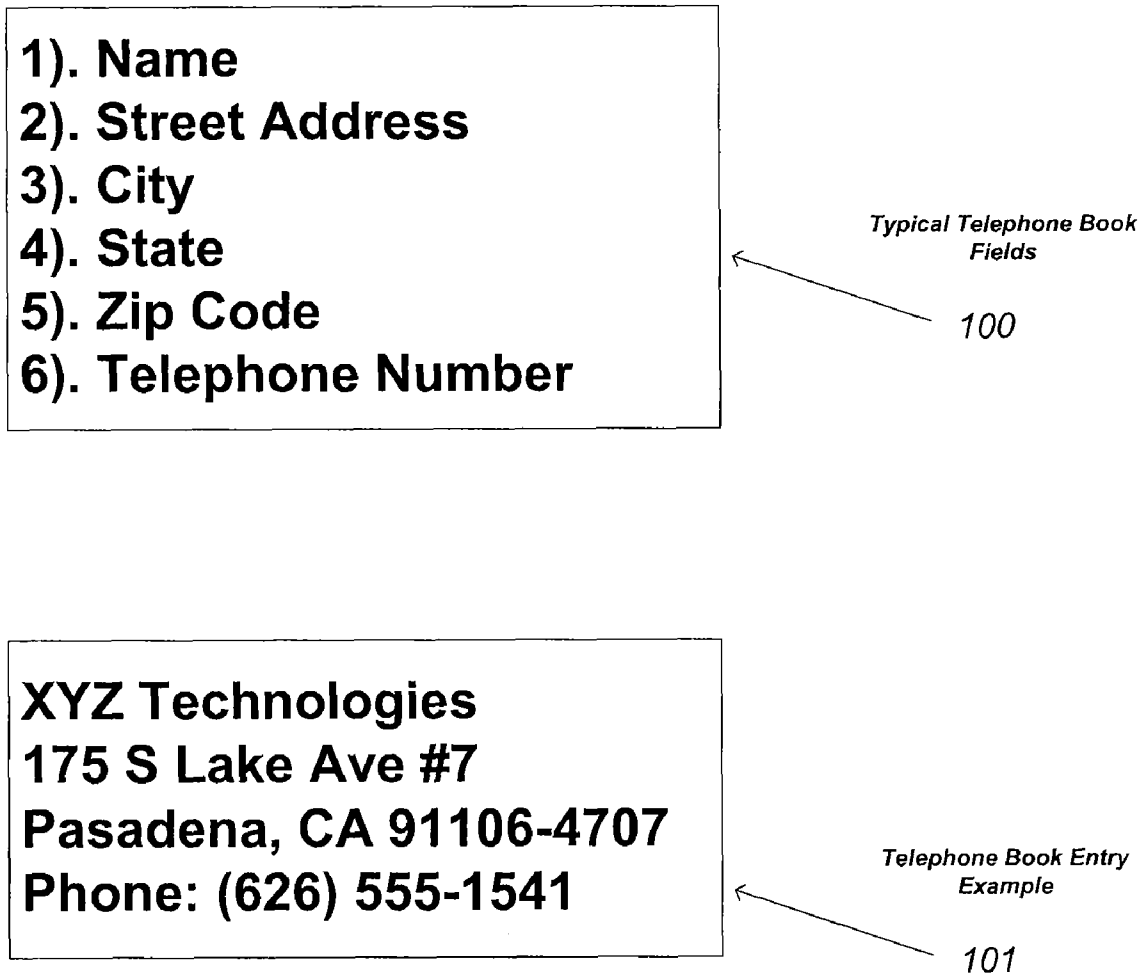 1). Name
2). Street Address
3). City
4). State
5). Zip Code
6). Telephone Number
Typical Telephone Book
Fields
100
XYZ Technologies
175 S Lake Ave #7
Pasadena, CA 91106-4707
Phone: (626) 555-1541
Telephone Book Entry
Example
101